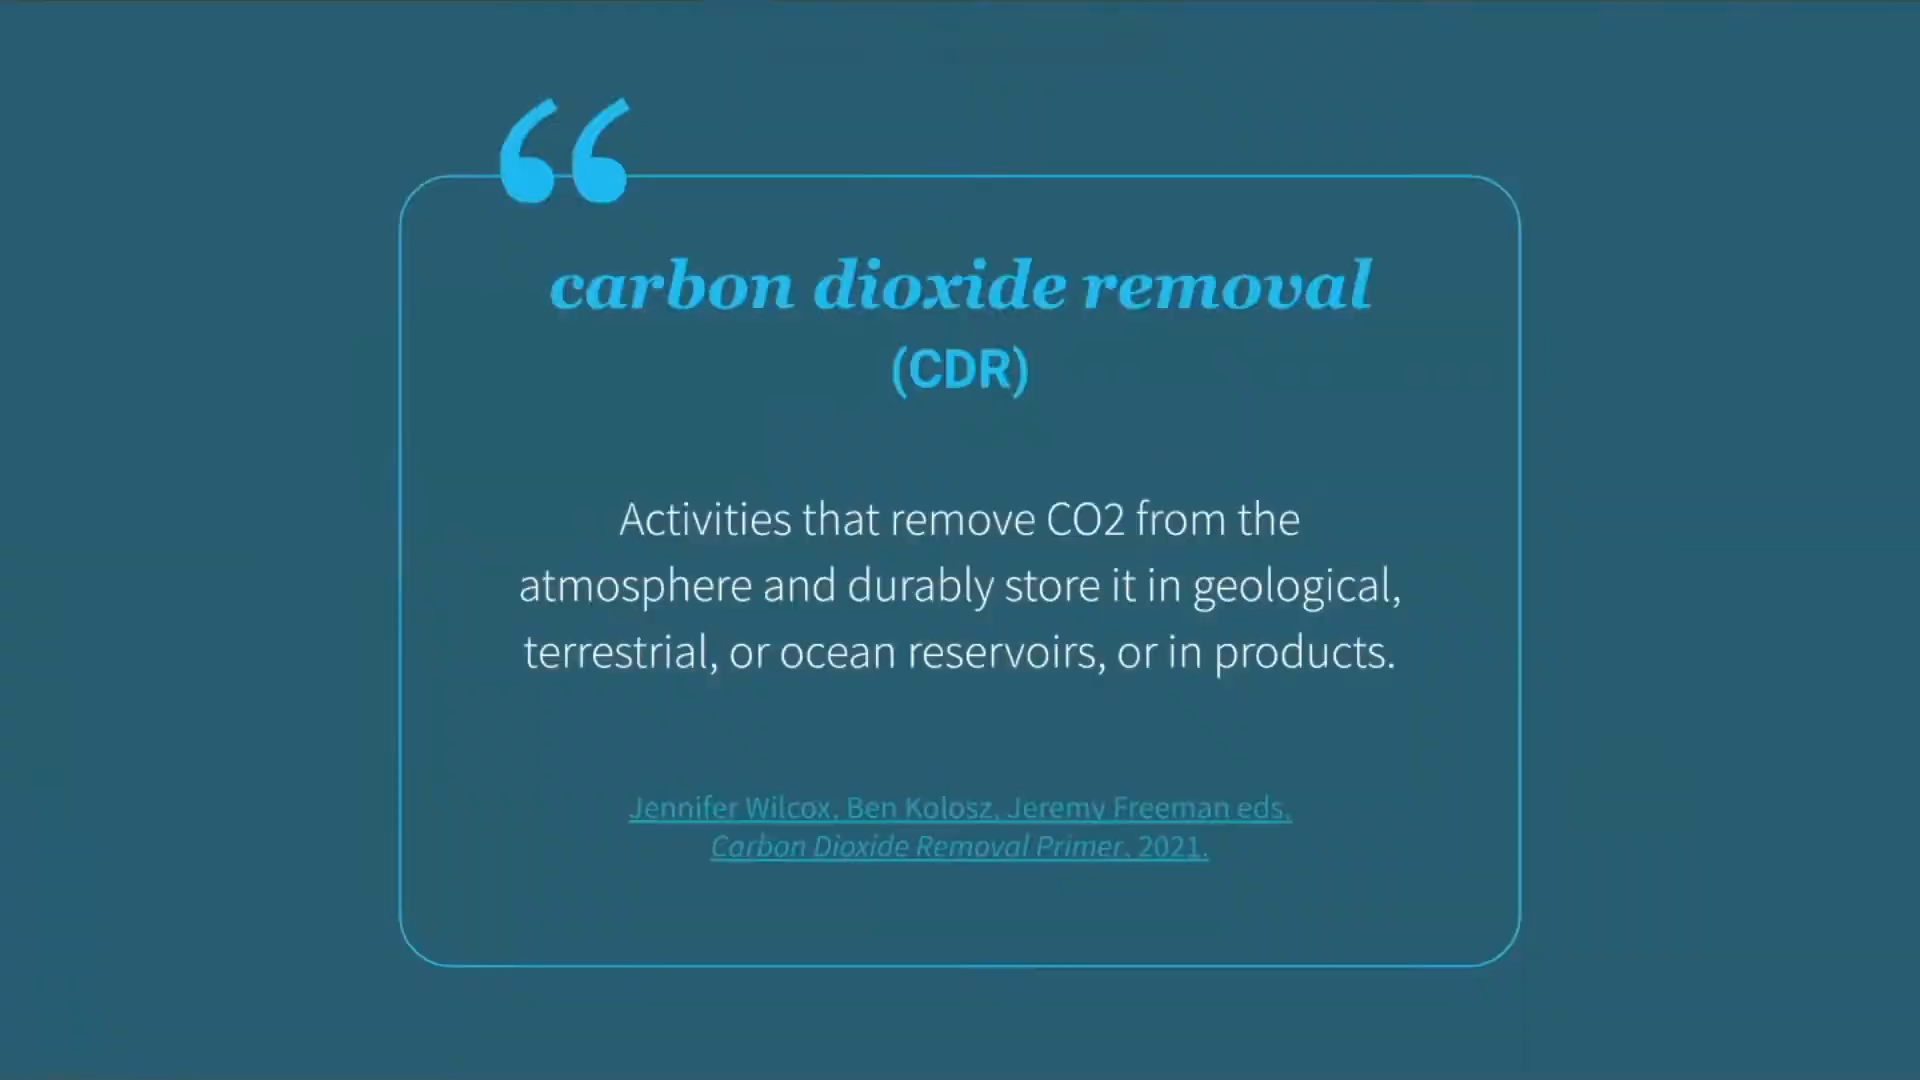 “
carbon dioxide removal
(CDR)
Activities that remove CO2 from the
atmosphere and durably store it in geological,
terrestrial, or ocean reservoirs, or in products.
Jennifer Wilcox, Ben Kolosz, Jeremy Freeman eds,
Carbon Dioxide Removal Primer, 2021.